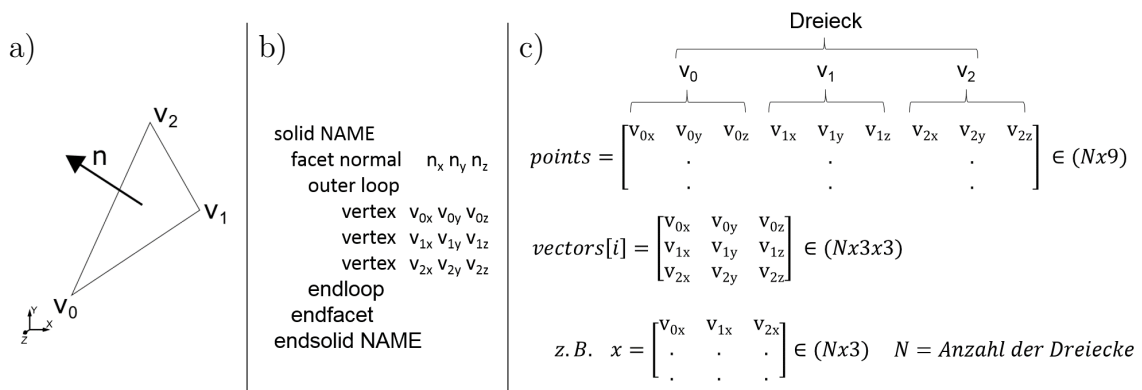 a)
v₂
n
v₁
v₀
Y
X
Z
b)
solid NAME
facet normal nₓ n_y n_z
outer loop
vertex v₀ₓ v₀y v₀z
vertex v₁ₓ v₁y v₁z
vertex v₂ₓ v₂y v₂z
endloop
endfacet
endsolid NAME
c)
Dreieck
v₀ v₁ v₂
v₀ₓ v₀y v₀z v₁ₓ v₁y v₁z v₂ₓ v₂y v₂z
points = [ . . . ] ∈ (Nx9)
. . .
v₀ₓ v₀y v₀z
vectors[i] = [ v₁ₓ v₁y v₁z ] ∈ (Nx3x3)
v₂ₓ v₂y v₂z
v₀ₓ v₁ₓ v₂ₓ
z. B. x = [ . . . ] ∈ (Nx3) N = Anzahl der Dreiecke
. . .